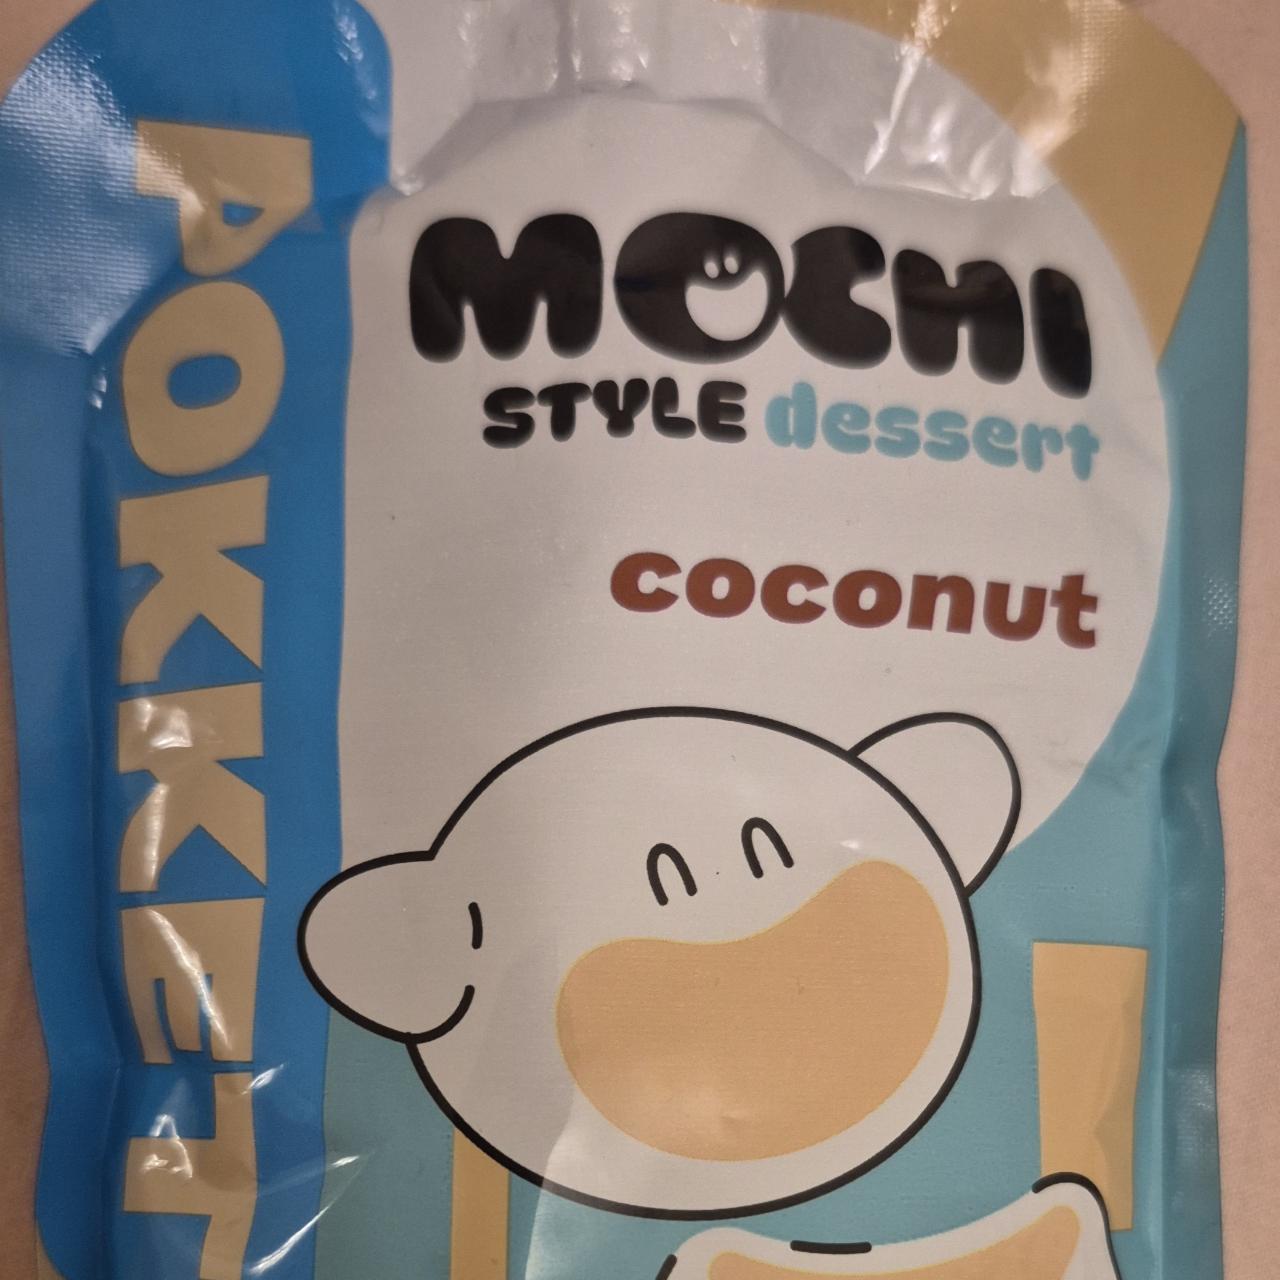 POKKET
MOCHI
STYLE dessert
coconut